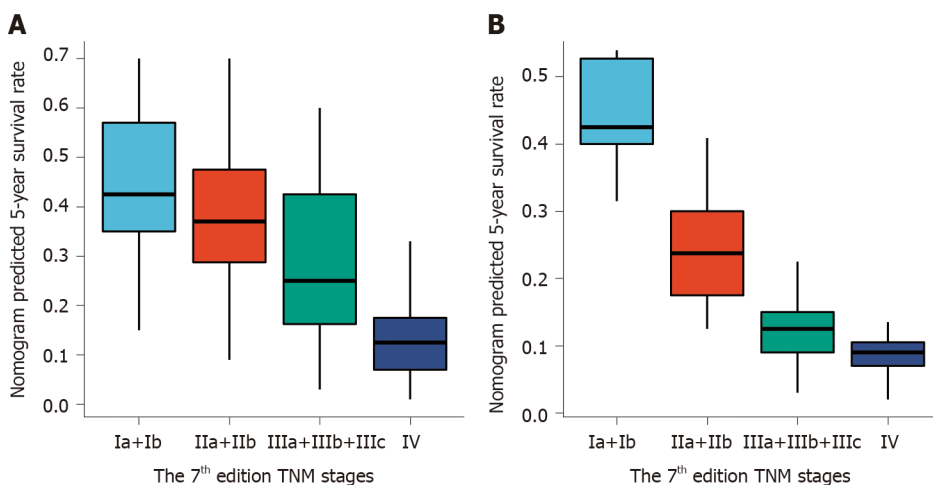 A
Nomogram predicted 5-year survival rate
0.7
0.6
0.5
0.4
0.3
0.2
0.1
0.0
Ia+Ib IIa+IIb IIIa+IIIb+IIIc IV
The 7th edition TNM stages
B
Nomogram predicted 5-year survival rate
0.5
0.4
0.3
0.2
0.1
0.0
Ia+Ib IIa+IIb IIIa+IIIb+IIIc IV
The 7th edition TNM stages